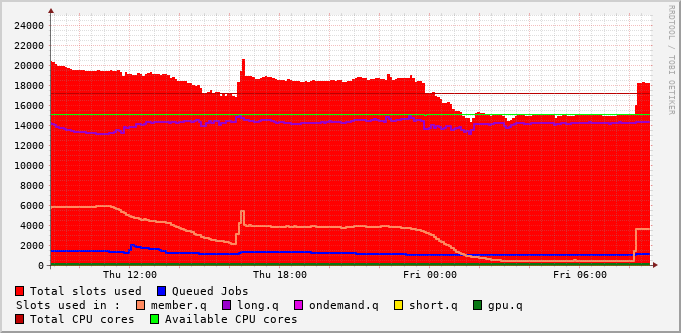 24000
22000
20000
18000
16000
14000
12000
10000
8000
6000
4000
2000
0
Thu 12:00 Thu 18:00 Fri 00:00 Fri 06:00
Total slots used Queued Jobs
Slots used in : member.q long.q ondemand.q short.q gpu.q
Total CPU cores Available CPU cores
RRDTOOL / TOBI OETIKER